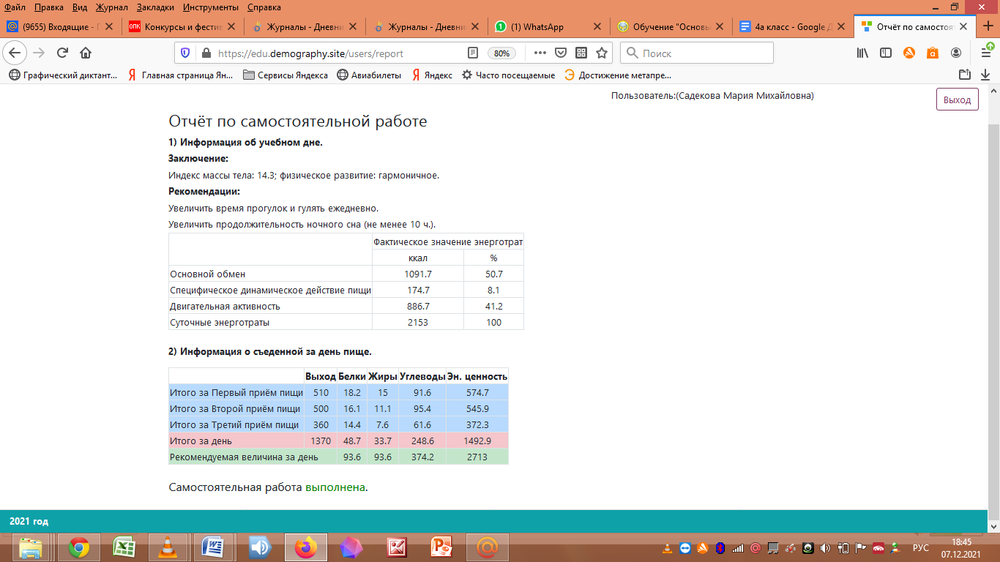 Файл Правка Вид Журнал Закладки Инструменты Справка
(9655) Входящие - Конкурсы и фестив Журналы - Дневни Журналы - Дневни (1) WhatsApp Обучение "Основы 4а класс - Google Отчёт по самостоят
https://edu.demography.site/users/report 80% Поиск
Графический диктант... Главная страница Ян... Сервисы Яндекса Авиабилеты Яндекс Часто посещаемые Достижение метапре...
Пользователь:(Садекова Мария Михайловна) Выход
Отчёт по самостоятельной работе
1) Информация об учебном дне.
Заключение:
Индекс массы тела: 14.3; физическое развитие: гармоничное.
Рекомендации:
Увеличить время прогулок и гулять ежедневно.
Увеличить продолжительность ночного сна (не менее 10 ч.).
Фактическое значение энерготрат
ккал %
Основной обмен 1091.7 50.7
Специфическое динамическое действие пищи 174.7 8.1
Двигательная активность 886.7 41.2
Суточные энерготраты 2153 100
2) Информация о съеденной за день пище.
Выход Белки Жиры Углеводы Эн. ценность
Итого за Первый приём пищи 510 18.2 15 91.6 574.7
Итого за Второй приём пищи 500 16.1 11.1 95.4 545.9
Итого за Третий приём пищи 360 14.4 7.6 61.6 372.3
Итого за день 1370 48.7 33.7 248.6 1492.9
Рекомендуемая величина за день 93.6 93.6 374.2 2713
Самостоятельная работа выполнена.
2021 год
РУС 18:45
07.12.2021